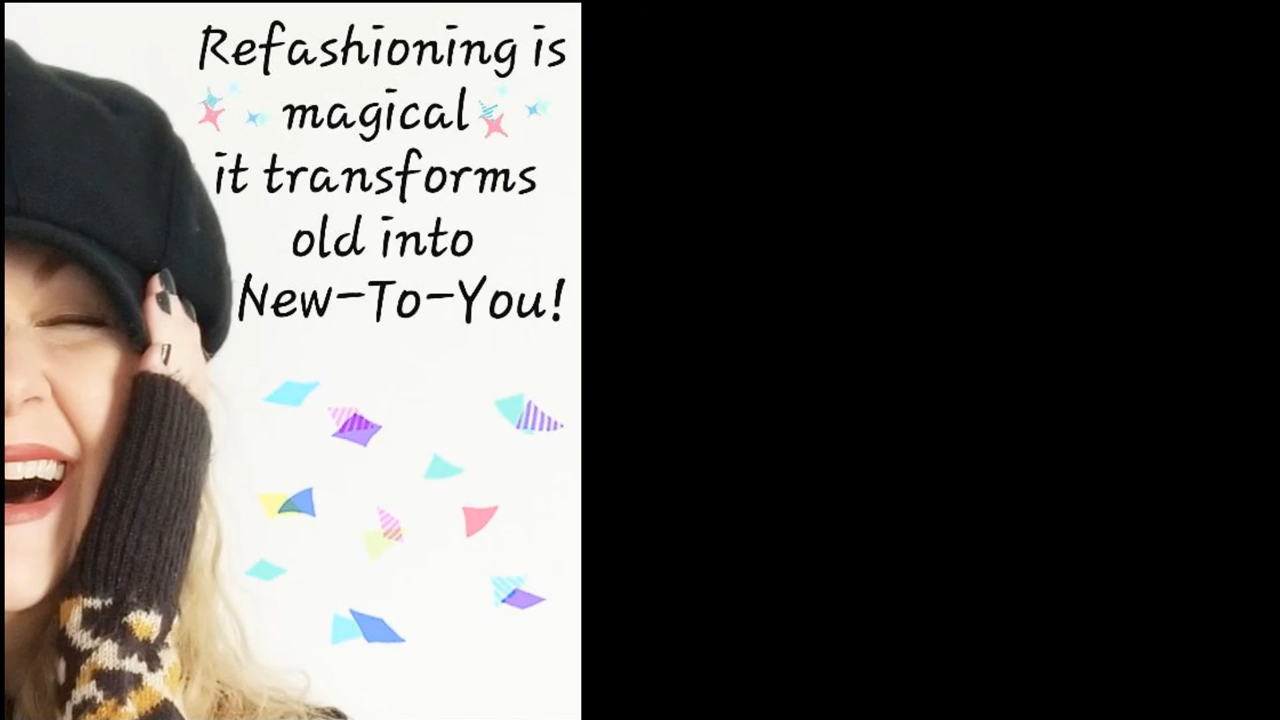 Refashioning is
magical
it transforms
old into
New-To-You!